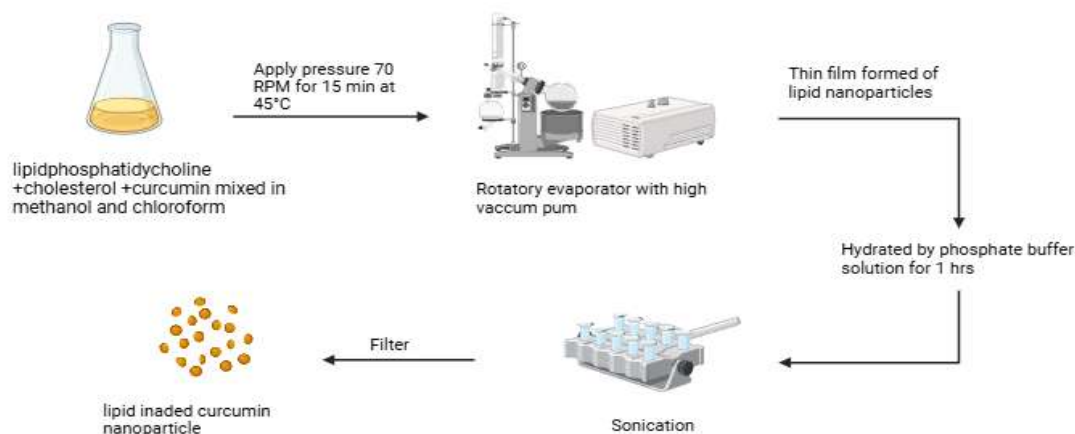 Apply pressure 70
RPM for 15 min at
45°C
Thin film formed of
lipid nanoparticles
lipidphosphatidycholine
+cholesterol +curcumin mixed in
methanol and chloroform
Rotatory evaporator with high
vaccum pum
Hydrated by phosphate buffer
solution for 1 hrs
Filter
lipid inaded curcumin
nanoparticle
Sonication